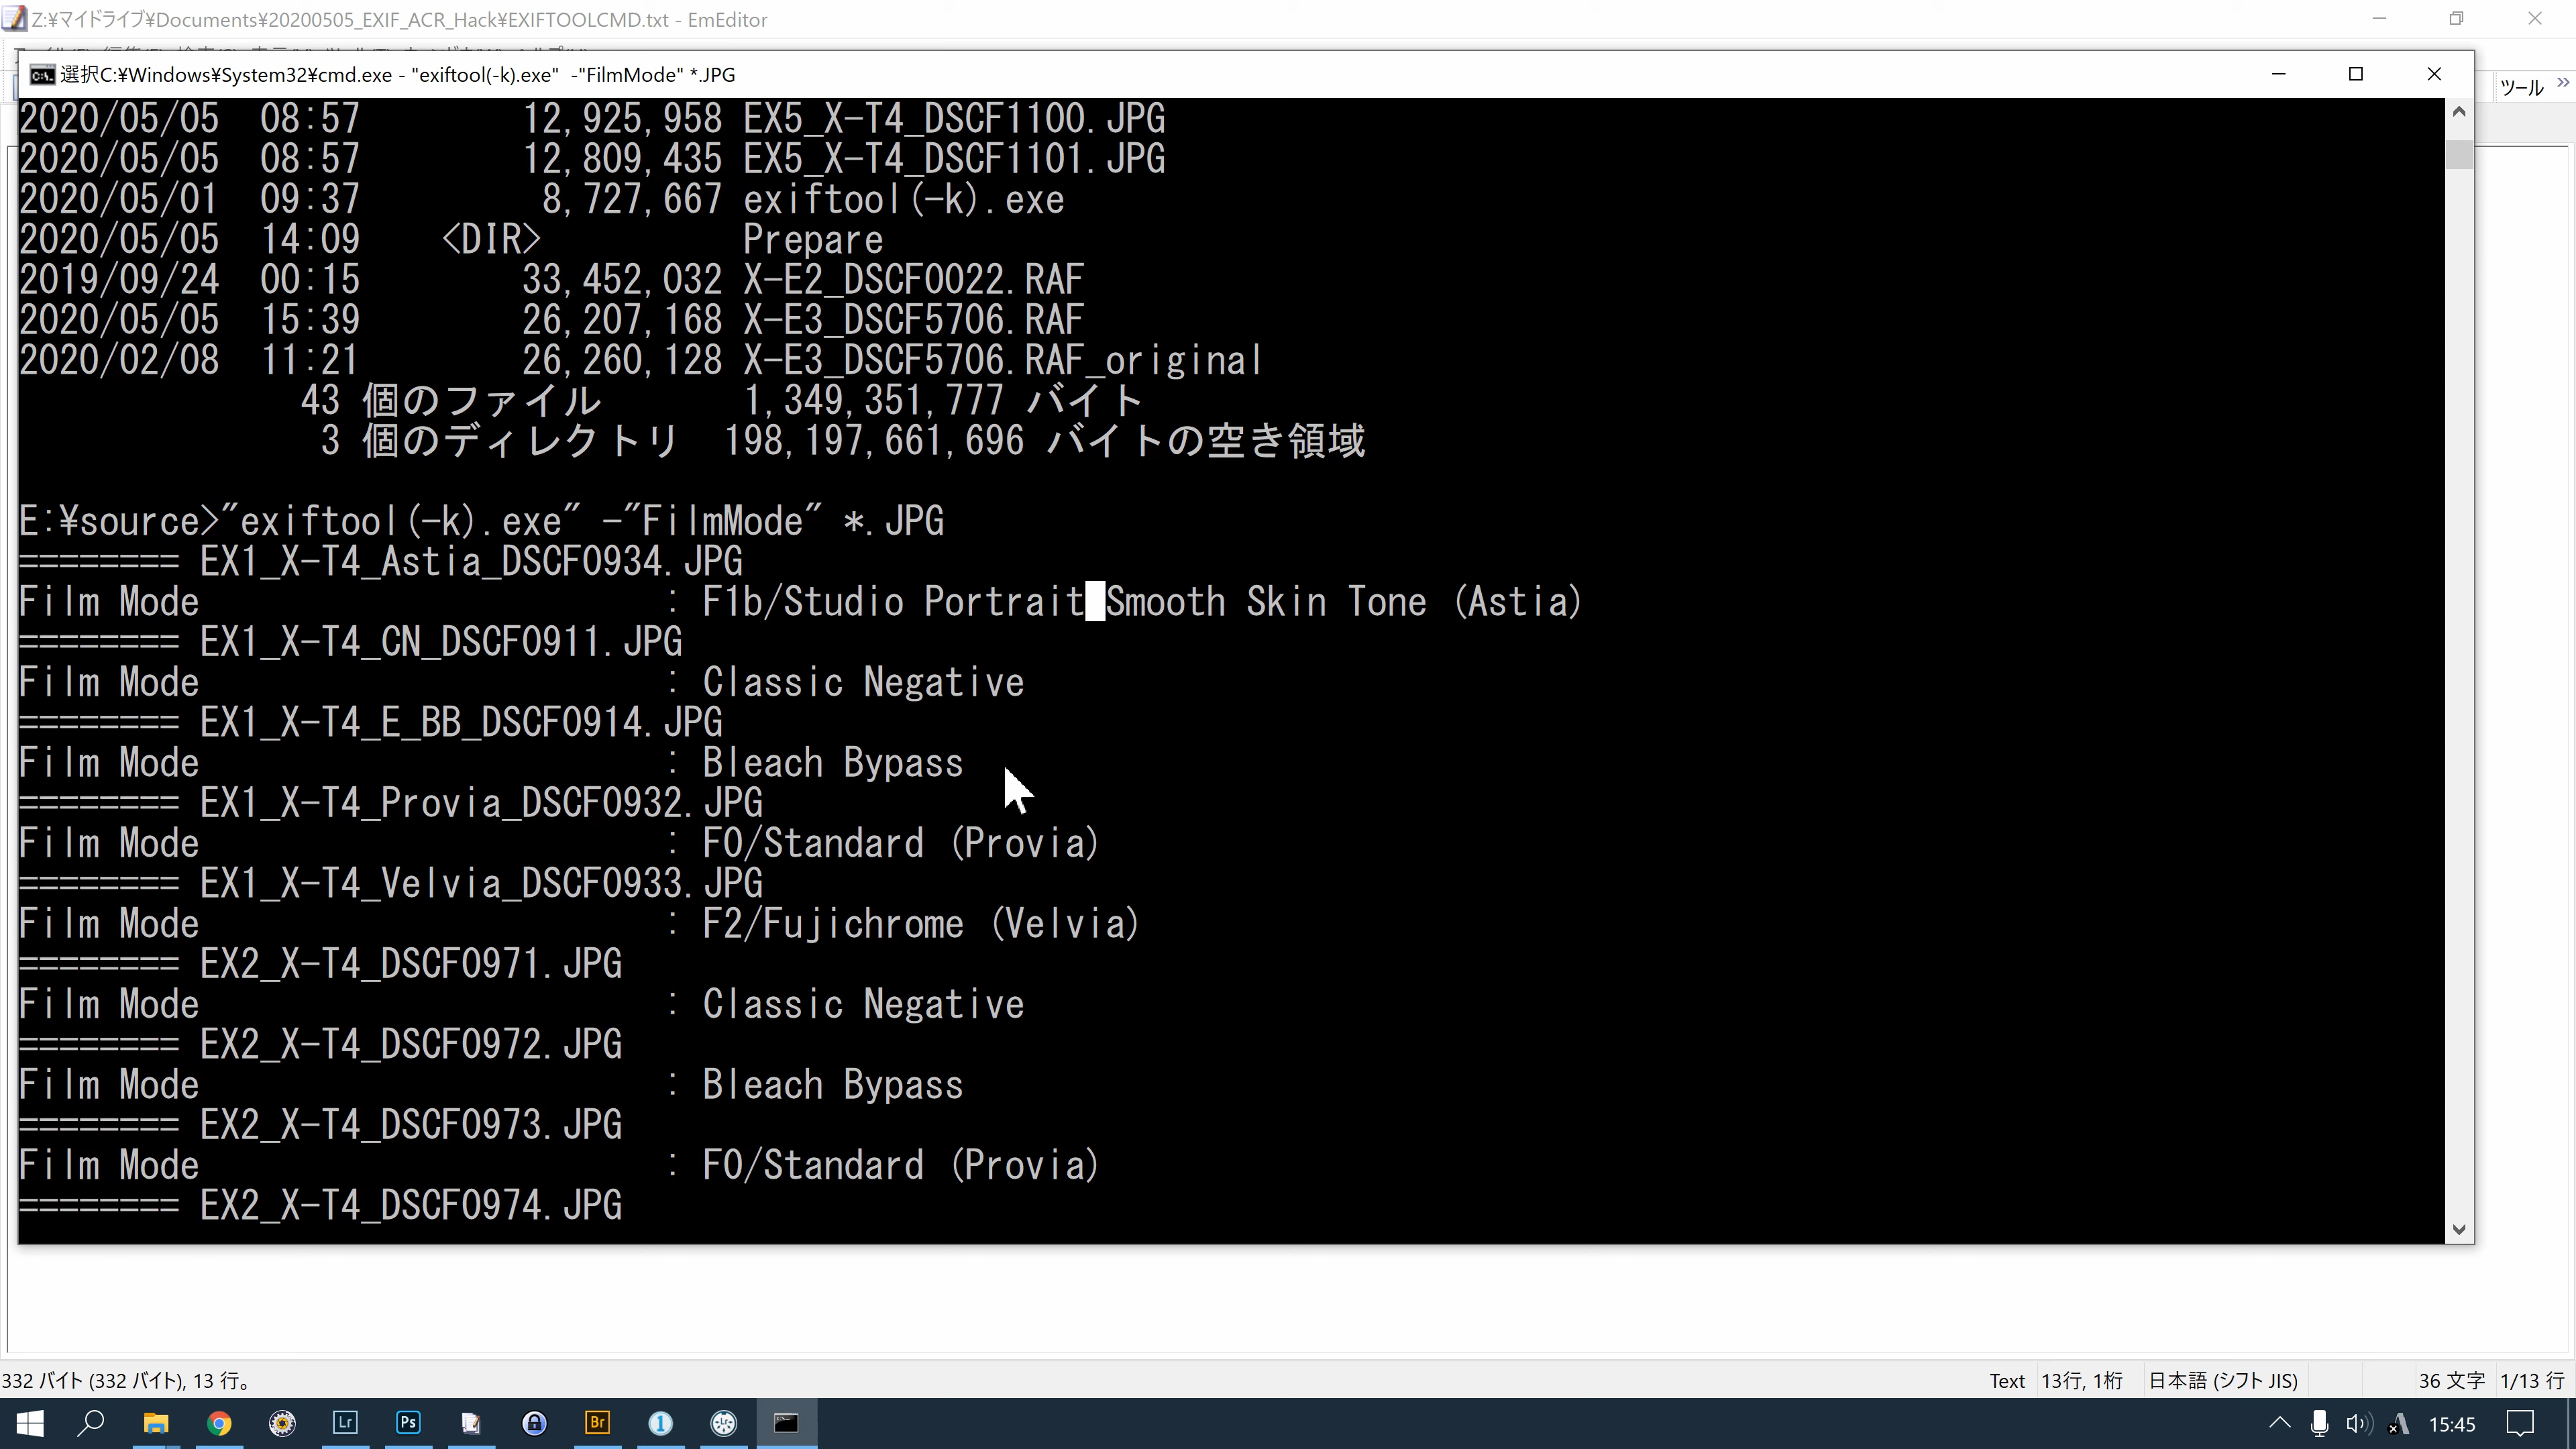 Z:¥マイドライブ¥Documents¥20200505_EXIF_ACR_Hack¥EXIFTOOLCMD.txt - EmEditor
選択C:¥Windows¥System32¥cmd.exe - "exiftool(-k).exe" -"FilmMode" *.JPG
ツール
2020/05/05 08:57 12,925,958 EX5_X-T4_DSCF1100.JPG
2020/05/05 08:57 12,809,435 EX5_X-T4_DSCF1101.JPG
2020/05/01 09:37 8,727,667 exiftool(-k).exe
2020/05/05 14:09 <DIR> Prepare
2019/09/24 00:15 33,452,032 X-E2_DSCF0022.RAF
2020/05/05 15:39 26,207,168 X-E3_DSCF5706.RAF
2020/02/08 11:21 26,260,128 X-E3_DSCF5706.RAF_original
43 個のファイル 1,349,351,777 バイト
3 個のディレクトリ 198,197,661,696 バイトの空き領域
E:¥source>"exiftool(-k).exe" -"FilmMode" *.JPG
======== EX1_X-T4_Astia_DSCF0934.JPG
Film Mode : F1b/Studio Portrait Smooth Skin Tone (Astia)
======== EX1_X-T4_CN_DSCF0911.JPG
Film Mode : Classic Negative
======== EX1_X-T4_E_BB_DSCF0914.JPG
Film Mode : Bleach Bypass
======== EX1_X-T4_Provia_DSCF0932.JPG
Film Mode : F0/Standard (Provia)
======== EX1_X-T4_Velvia_DSCF0933.JPG
Film Mode : F2/Fujichrome (Velvia)
======== EX2_X-T4_DSCF0971.JPG
Film Mode : Classic Negative
======== EX2_X-T4_DSCF0972.JPG
Film Mode : Bleach Bypass
======== EX2_X-T4_DSCF0973.JPG
Film Mode : F0/Standard (Provia)
======== EX2_X-T4_DSCF0974.JPG
332 バイト (332 バイト), 13 行。 Text 13行, 1桁 日本語 (シフト JIS) 36 文字 1/13 行
Lr Ps Br 15:45